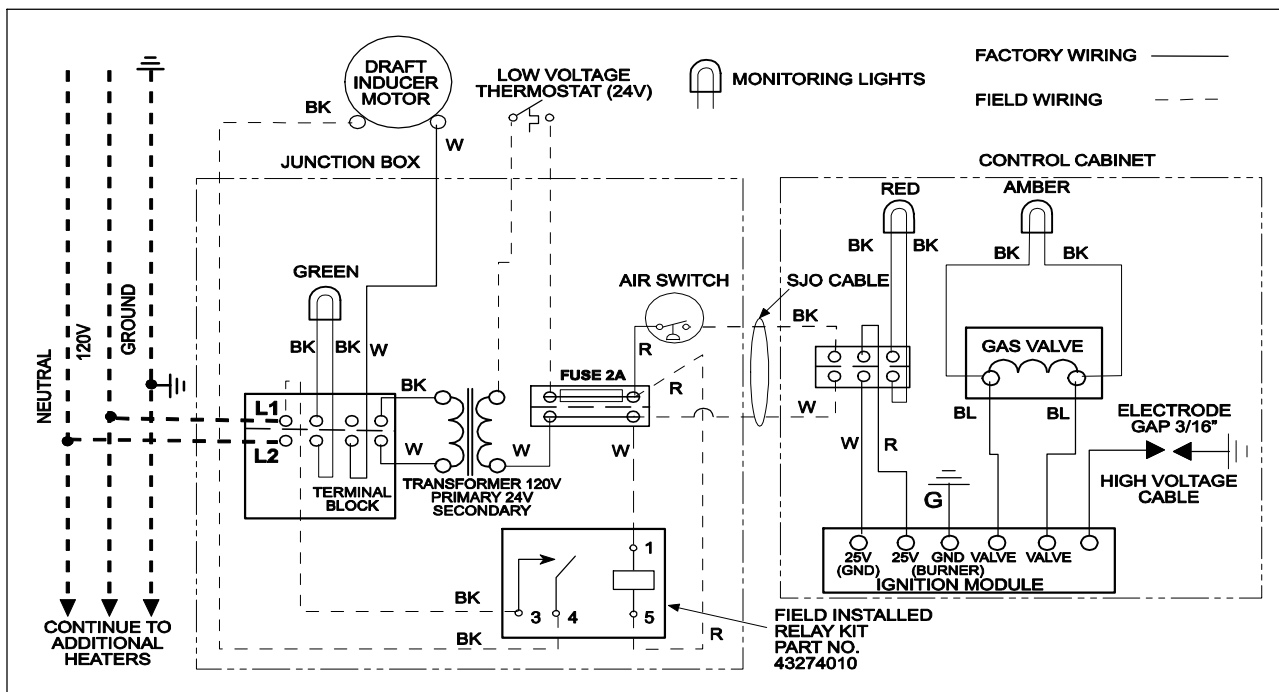 DRAFT
INDUCER
MOTOR
BK
W
LOW VOLTAGE
THERMOSTAT (24V)
MONITORING LIGHTS
FACTORY WIRING
FIELD WIRING
JUNCTION BOX
CONTROL CABINET
RED
AMBER
BK
BK
BK
BK
GREEN
AIR SWITCH
SJO CABLE
BK
NEUTRAL
120V
GROUND
BK
BK
W
R
R
FUSE 2A
GAS VALVE
BK
L1
L2
W
W
W
W
BL
BL
ELECTRODE
GAP 3/16"
HIGH VOLTAGE
CABLE
TERMINAL
BLOCK
TRANSFORMER 120V
PRIMARY 24V
SECONDARY
W
R
G
1
3
4
5
BK
BK
R
25V
(GND)
25V
GND
(BURNER)
VALVE
VALVE
IGNITION MODULE
FIELD INSTALLED
RELAY KIT
PART NO.
43274010
CONTINUE TO
ADDITIONAL
HEATERS